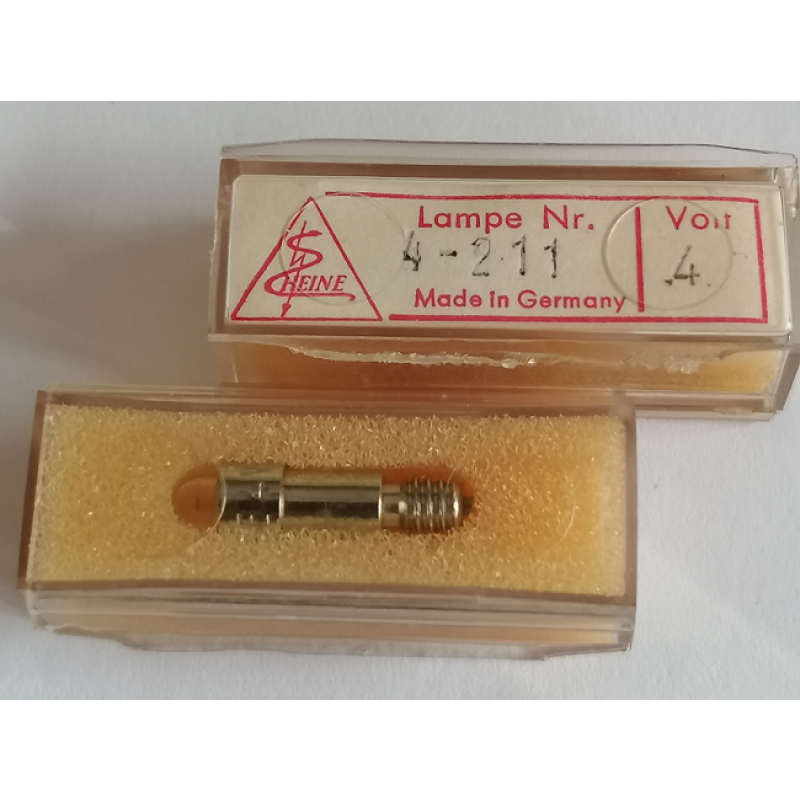 HEINE
Lampe Nr.
4-211
Made in Germany
Volt
4